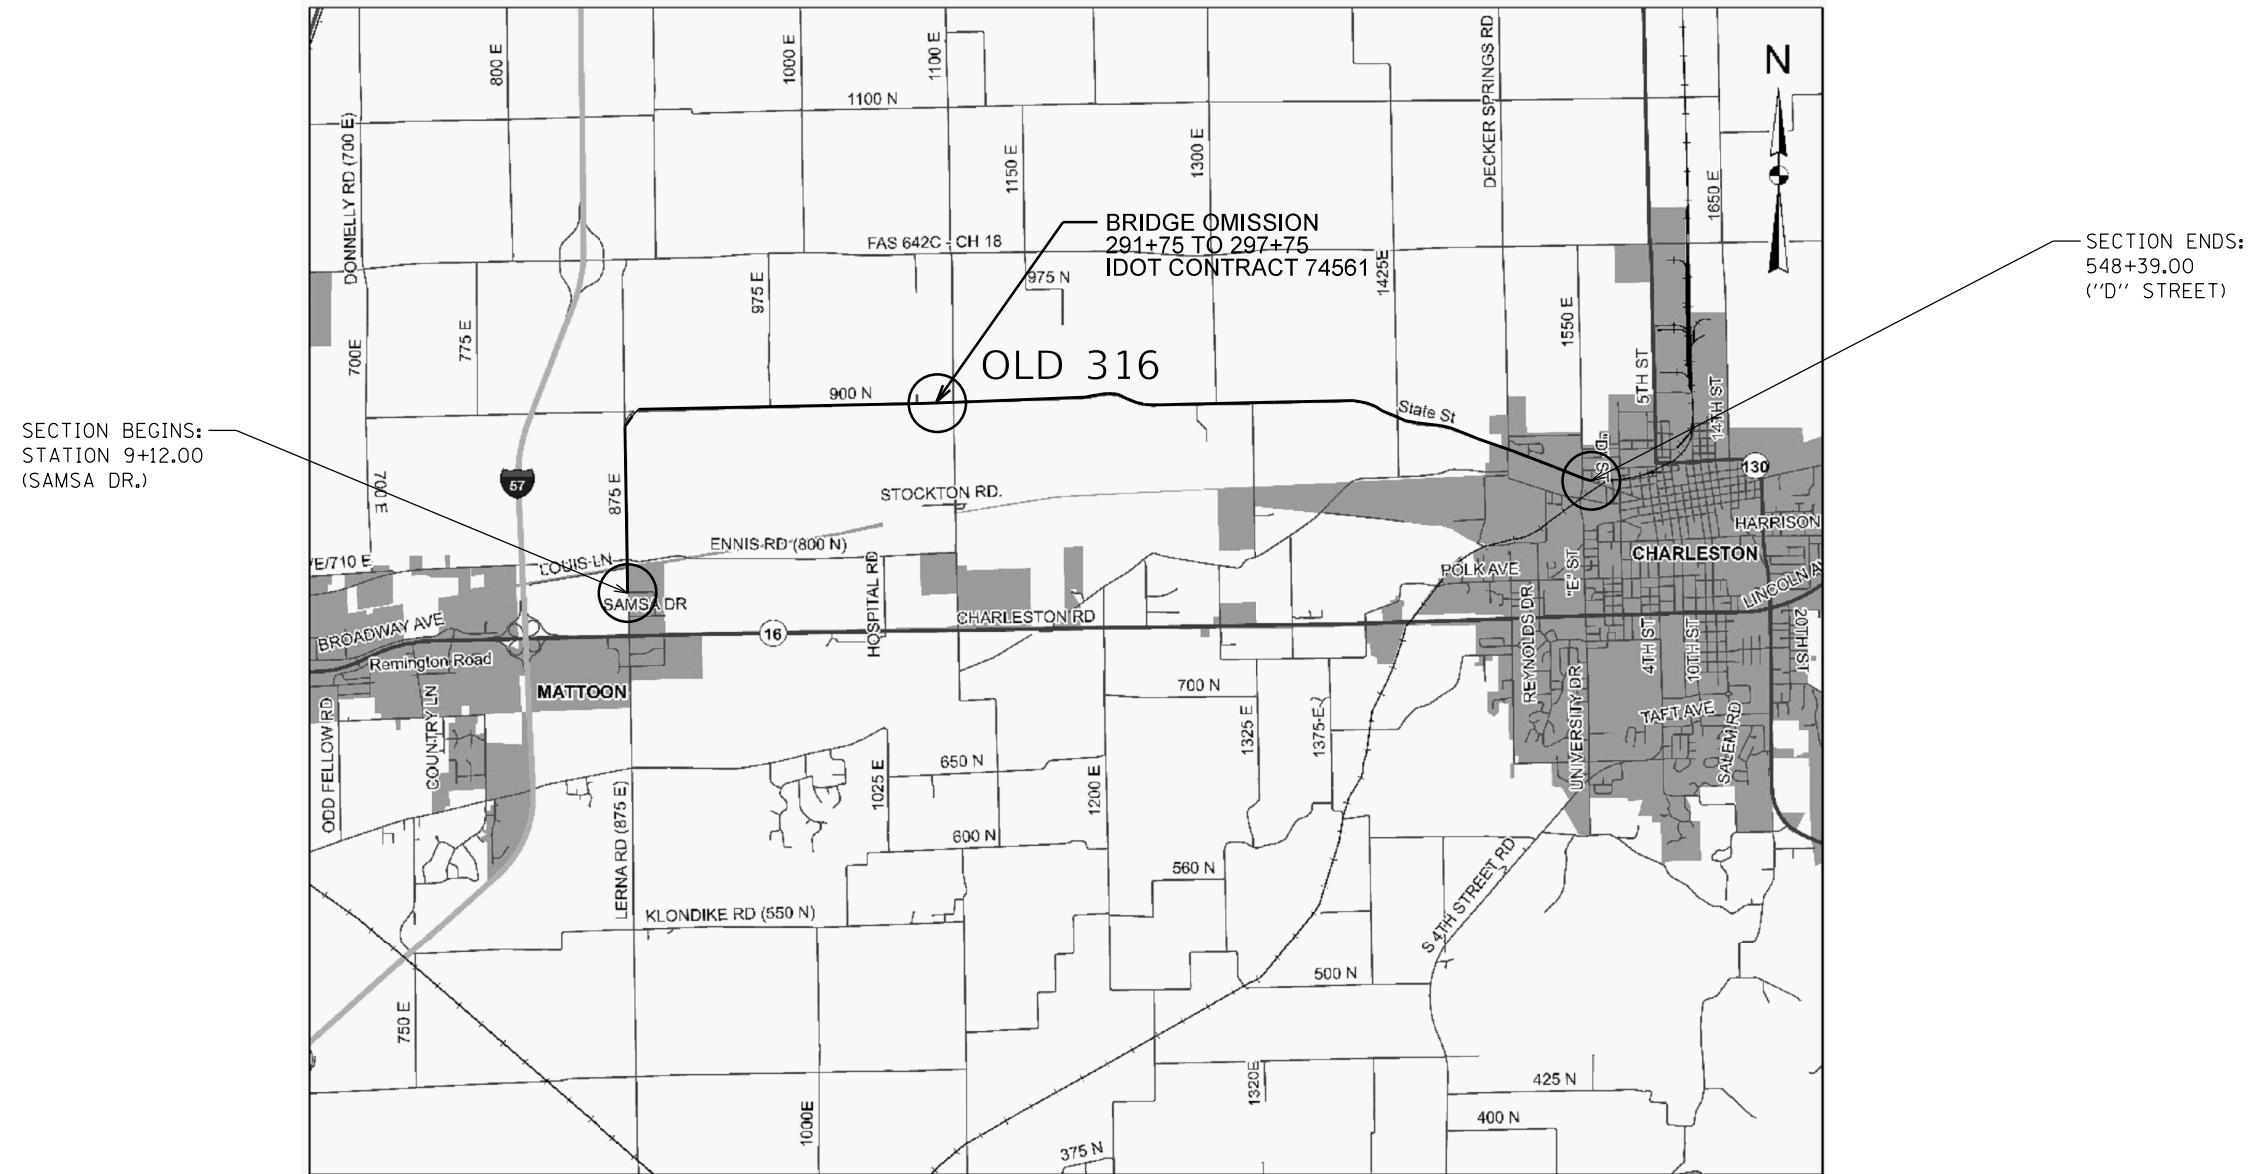 N
800 E
1000 E
1100 E
DECKER SPRINGS RD
1100 N
DONNELLY RD (700 E)
1150 E
1300 E
1650 E
BRIDGE OMISSION
291+75 TO 297+75
IDOT CONTRACT 74561
FAS 642C - CH 18
SECTION ENDS:
548+39.00
("D" STREET)
975 E
975 N
1425E
1550 E
775 E
700E
5TH ST
14TH ST
OLD 316
900 N
State St
"D" ST
SECTION BEGINS:
STATION 9+12.00
(SAMSA DR.)
130
57
700 E
875 E
STOCKTON RD.
HARRISON
VE/710 E
LOUIS LN
ENNIS RD (800 N)
HOSPITAL RD
CHARLESTON
POLK AVE
"E" ST
LINCOLN AV
SAMSA DR
REYNOLDS DR
BROADWAY AVE
CHARLESTON RD
16
4TH ST
10TH ST
20TH ST
Remington Road
MATTOON
700 N
UNIVERSITY DR
COUNTRY LN
ODD FELLOW RD
TAFT AVE
SALEM RD
1325 E
1375 E
650 N
1025 E
1200 E
LERNA RD (875 E)
600 N
560 N
S 4TH STREET RD
KLONDIKE RD (550 N)
500 N
750 E
1320E
425 N
1000E
400 N
375 N